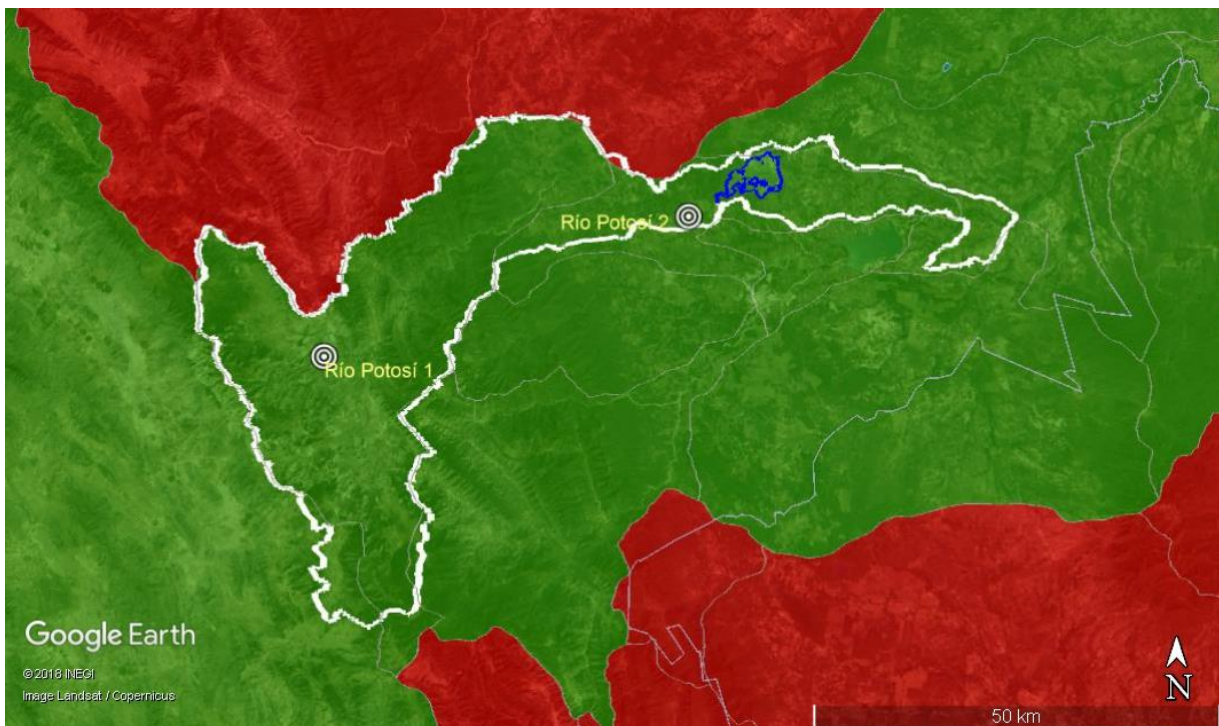 Río Potosí 2
Río Potosí 1
Google Earth
©2018 INEGI
Image Landsat / Copernicus
N
50 km